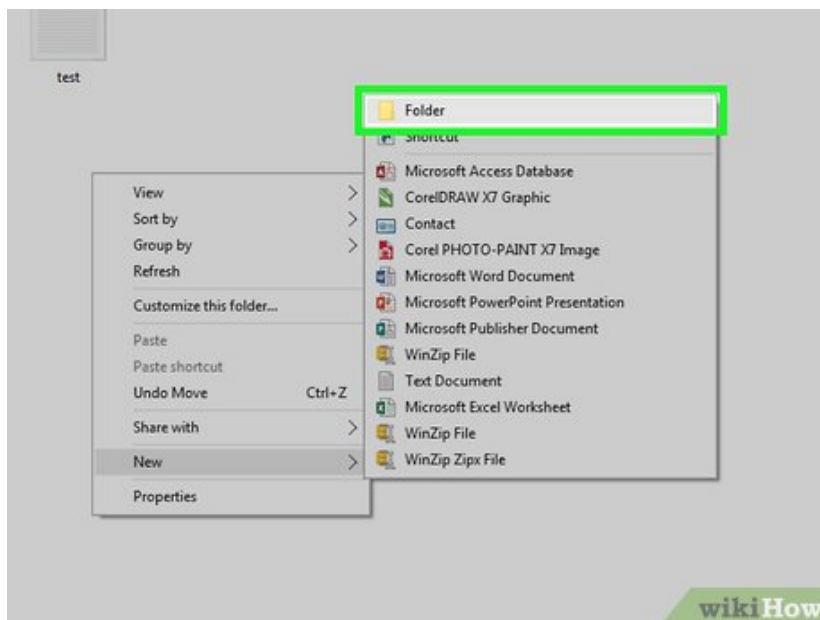 test
Folder
Shortcut
Microsoft Access Database
CorelDRAW X7 Graphic
Contact
Corel PHOTO-PAINT X7 Image
Microsoft Word Document
Microsoft PowerPoint Presentation
Microsoft Publisher Document
WinZip File
Text Document
Microsoft Excel Worksheet
WinZip File
WinZip Zipx File
View
Sort by
Group by
Refresh
Customize this folder...
Paste
Paste shortcut
Undo Move Ctrl+Z
Share with
New
Properties
wikiHow